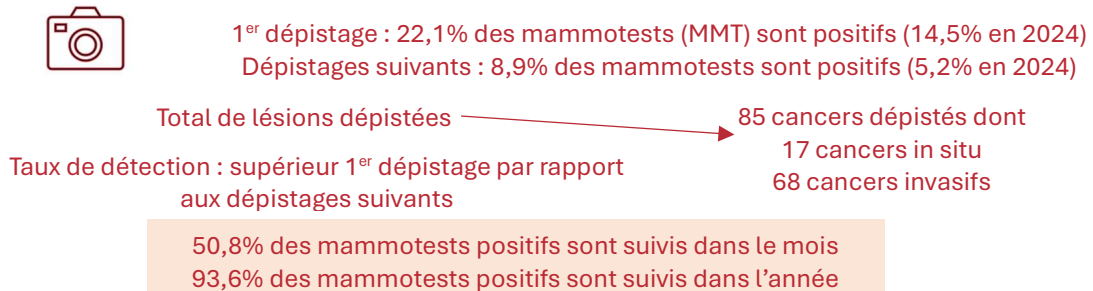 1er dépistage : 22,1% des mammotests (MMT) sont positifs (14,5% en 2024)
Dépistages suivants : 8,9% des mammotests sont positifs (5,2% en 2024)
Total de lésions dépistées
85 cancers dépistés dont
17 cancers in situ
68 cancers invasifs
Taux de détection : supérieur 1er dépistage par rapport
aux dépistages suivants
50,8% des mammotests positifs sont suivis dans le mois
93,6% des mammotests positifs sont suivis dans l’année